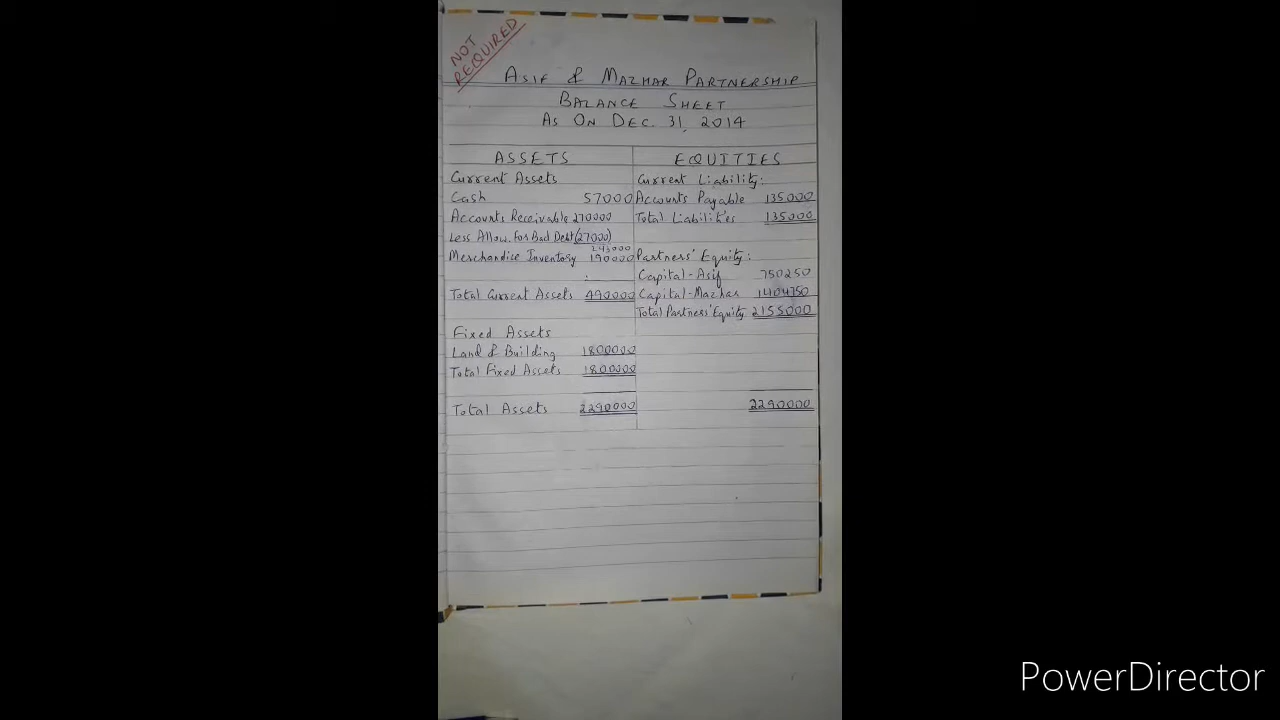 NOT
REQUIRED
ASIF & MAZHAR PARTNERSHIP
BALANCE SHEET
AS ON DEC. 31, 2014
ASSETS
Current Assets
Cash 57000
Accounts Receivable 270000
Less Allow. for Bad Debt (27000)
243000
Merchandise Inventory 190000
Total Current Assets 490000
Fixed Assets
Land & Building 1800000
Total Fixed Assets 1800000
Total Assets 2290000
EQUITIES
Current Liability:
Accounts Payable 135000
Total Liabilities 135000
Partners' Equity:
Capital-Asif 750250
Capital-Mazhar 1404750
Total Partners' Equity 2155000
2290000
PowerDirector